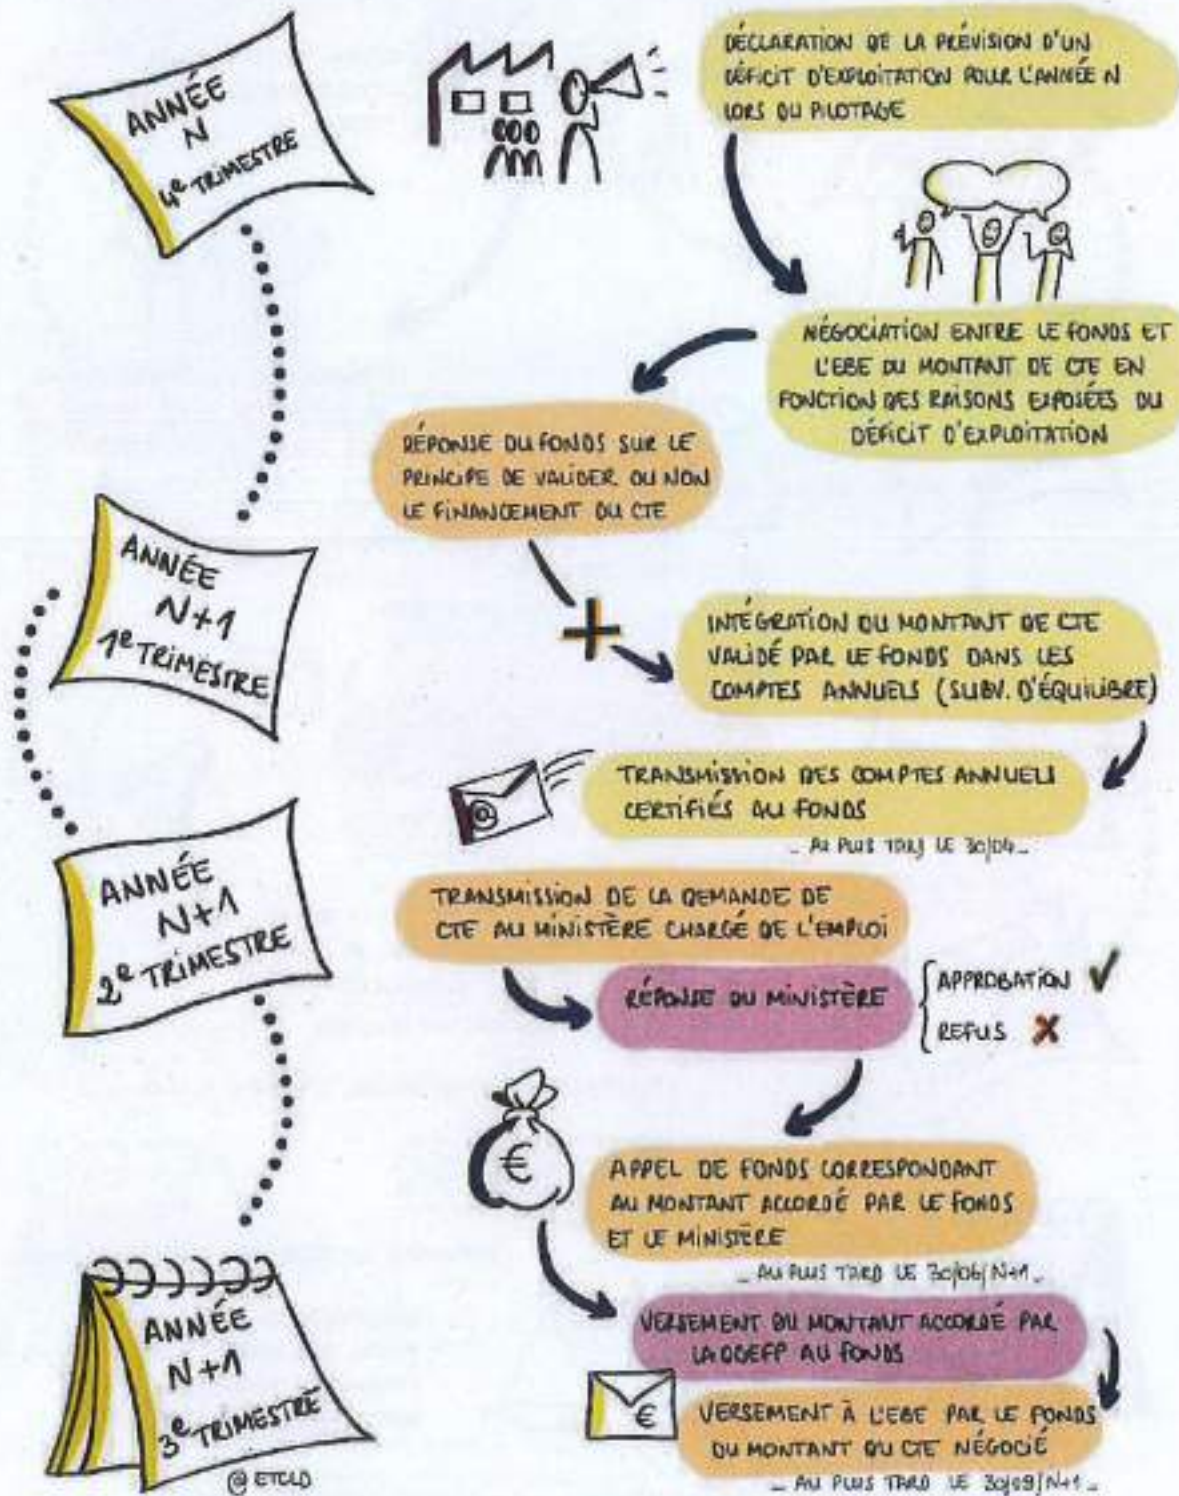 ANNÉE
N
4e TRIMESTRE
DÉCLARATION DE LA PRÉVISION D'UN
DÉFICIT D'EXPLOITATION POUR L'ANNÉE N
LORS DU PILOTAGE
NÉGOCIATION ENTRE LE FONDS ET
L'EBE DU MONTANT DE CTE EN
FONCTION DES RAISONS EXPOSÉES DU
DÉFICIT D'EXPLOITATION
RÉPONSE DU FONDS SUR LE
PRINCIPE DE VALIDER OU NON
LE FINANCEMENT DU CTE
ANNÉE
N+1
1e TRIMESTRE
+
INTÉGRATION DU MONTANT DE CTE
VALIDÉ PAR LE FONDS DANS LES
COMPTES ANNUELS (SUBV. D'ÉQUILIBRE)
@
TRANSMISSION DES COMPTES ANNUELS
CERTIFIÉS AU FONDS
_ AU PLUS TARD LE 30/04 _
ANNÉE
N+1
2e TRIMESTRE
TRANSMISSION DE LA DEMANDE DE
CTE AU MINISTÈRE CHARGÉ DE L'EMPLOI
RÉPONSE DU MINISTÈRE
APPROBATION ✓
REFUS ✗
€
APPEL DE FONDS CORRESPONDANT
AU MONTANT ACCORDÉ PAR LE FONDS
ET LE MINISTÈRE
_ AU PLUS TARD LE 30/06/N+1 _
ANNÉE
N+1
3e TRIMESTRE
@ ETCLD
VERSEMENT DU MONTANT ACCORDÉ PAR
LA DDEFP AU FONDS
€
VERSEMENT À L'EBE PAR LE FONDS
DU MONTANT DU CTE NÉGOCIÉ
_ AU PLUS TARD LE 30/09/N+1 _